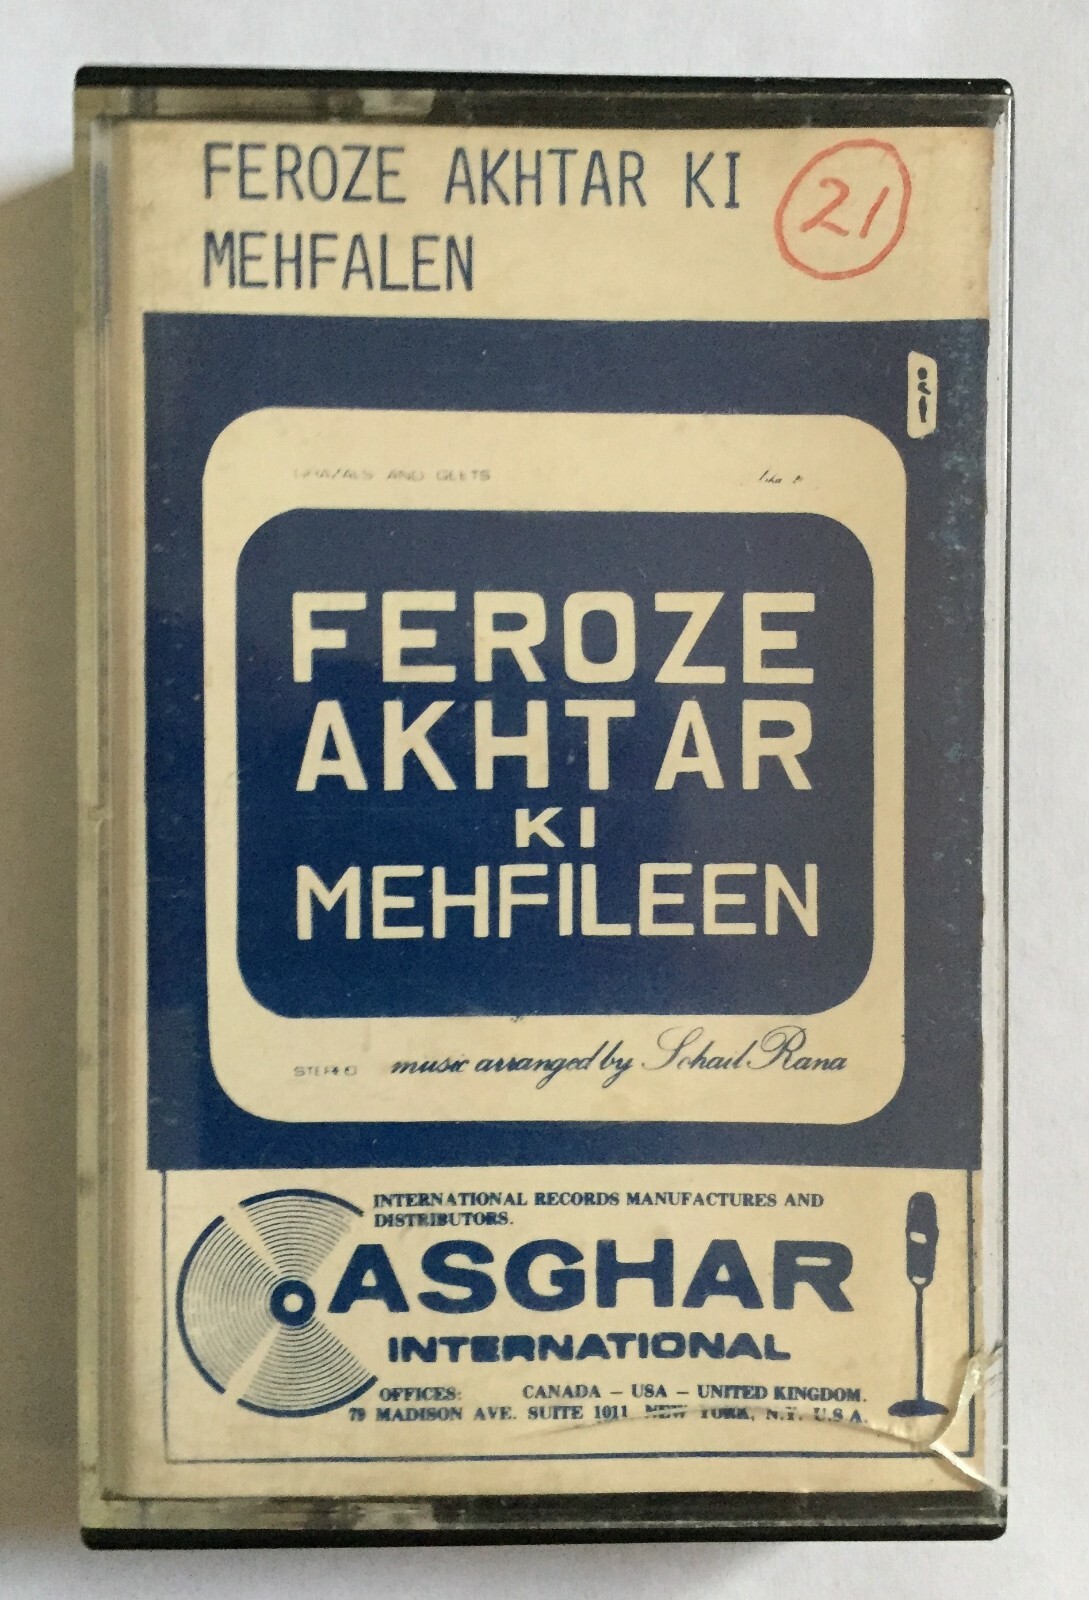 FEROZE AKHTAR KI
MEHFALEN
21
GHAZALS AND GEETS
FEROZE
AKHTAR
KI
MEHFILEEN
STEREO
music arranged by Sohail Rana
INTERNATIONAL RECORDS MANUFACTURES AND
DISTRIBUTORS.
ASGHAR
INTERNATIONAL
OFFICES: CANADA – USA – UNITED KINGDOM.
79 MADISON AVE. SUITE 1011 NEW YORK, N.Y. U.S A.